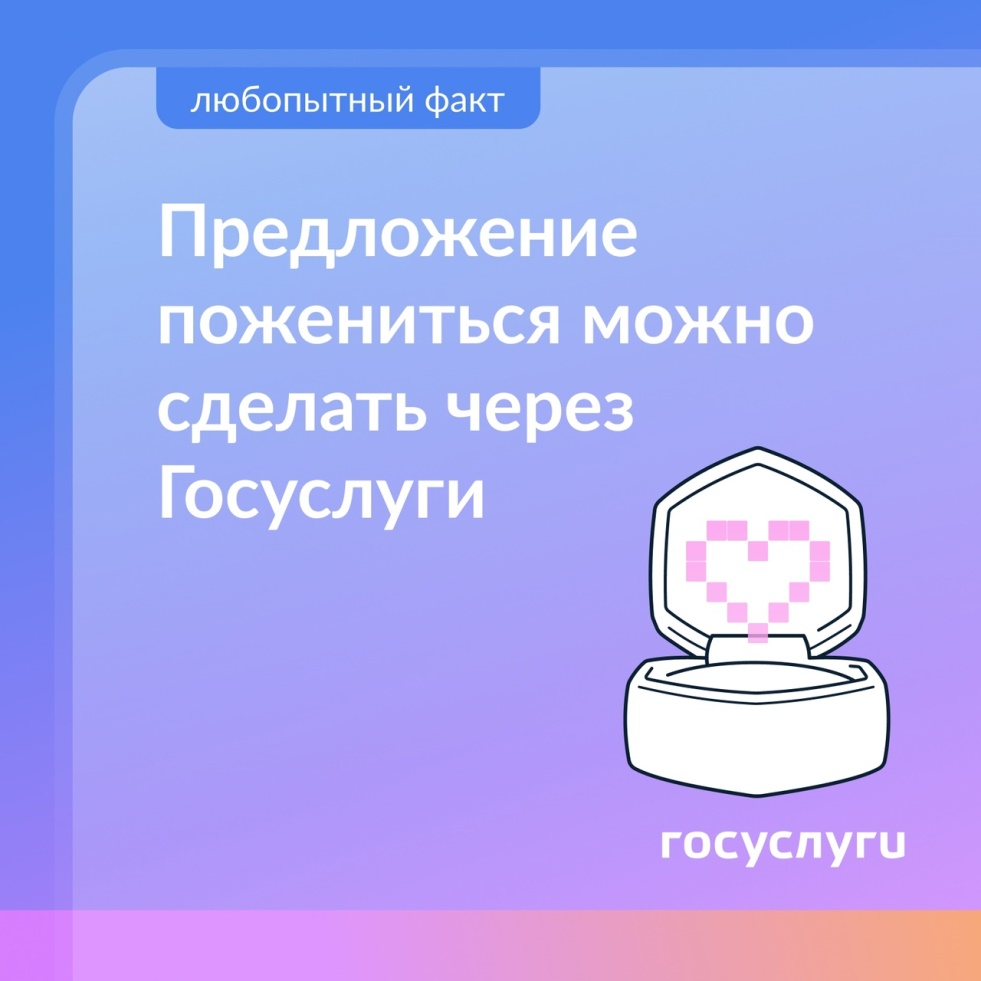 любопытный факт
Предложение
пожениться можно
сделать через
Госуслуги
госуслуги